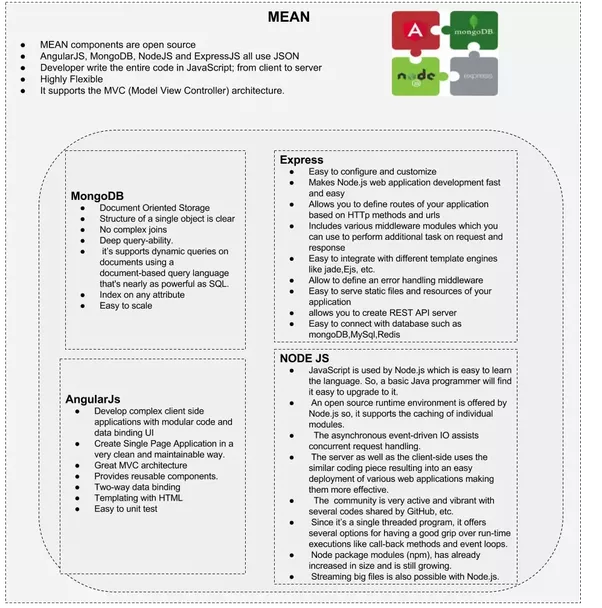 MEAN
● MEAN components are open source
● AngularJS, MongoDB, NodeJS and ExpressJS all use JSON
● Developer write the entire code in JavaScript; from client to server
● Highly Flexible
● It supports the MVC (Model View Controller) architecture.
A
mongoDB
node
JS
express
MongoDB
● Document Oriented Storage
● Structure of a single object is clear
● No complex joins
● Deep query-ability.
● it's supports dynamic queries on
documents using a
document-based query language
that's nearly as powerful as SQL.
● Index on any attribute
● Easy to scale
Express
● Easy to configure and customize
● Makes Node.js web application development fast
and easy
● Allows you to define routes of your application
based on HTTp methods and urls
● Includes various middleware modules which you
can use to perform additional task on request and
response
● Easy to integrate with different template engines
like jade,Ejs, etc.
● Allow to define an error handling middleware
● Easy to serve static files and resources of your
application
● allows you to create REST API server
● Easy to connect with database such as
mongoDB,MySql,Redis
AngularJs
● Develop complex client side
applications with modular code and
data binding UI
● Create Single Page Application in a
very clean and maintainable way.
● Great MVC architecture
● Provides reusable components.
● Two-way data binding
● Templating with HTML
● Easy to unit test
NODE JS
● JavaScript is used by Node.js which is easy to learn
the language. So, a basic Java programmer will find
it easy to upgrade to it.
● An open source runtime environment is offered by
Node.js so, it supports the caching of individual
modules.
● The asynchronous event-driven IO assists
concurrent request handling.
● The server as well as the client-side uses the
similar coding piece resulting into an easy
deployment of various web applications making
them more effective.
● The community is very active and vibrant with
several codes shared by GitHub, etc.
● Since it's a single threaded program, it offers
several options for having a good grip over run-time
executions like call-back methods and event loops.
● Node package modules (npm), has already
increased in size and is still growing.
● Streaming big files is also possible with Node.js.